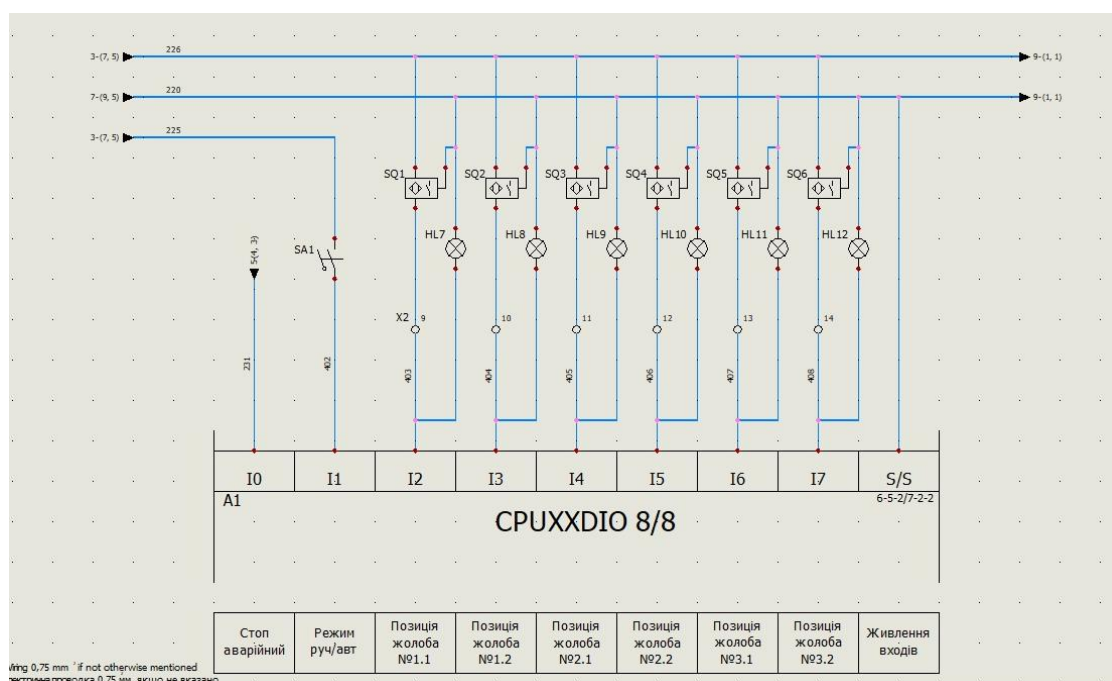 3-(7, 5) 226 9-(1, 1)
7-(9, 5) 220 9-(1, 1)
3-(7, 5) 225
SQ1 SQ2 SQ3 SQ4 SQ5 SQ6
5-(4, 3) SA1 HL7 HL8 HL9 HL10 HL11 HL12
X2 9 10 11 12 13 14
231 402 403 404 405 406 407 408
I0 I1 I2 I3 I4 I5 I6 I7 S/S
A1 6-5-2/7-2-2
CPUXXDIO 8/8
Стоп
аварійний
Режим
руч/авт
Позиція
жолоба
№1.1
Позиція
жолоба
№1.2
Позиція
жолоба
№2.1
Позиція
жолоба
№2.2
Позиція
жолоба
№3.1
Позиція
жолоба
№3.2
Живлення
входів
0,75 mm ² if not otherwise mentioned
0,75 мм, якщо не вказано